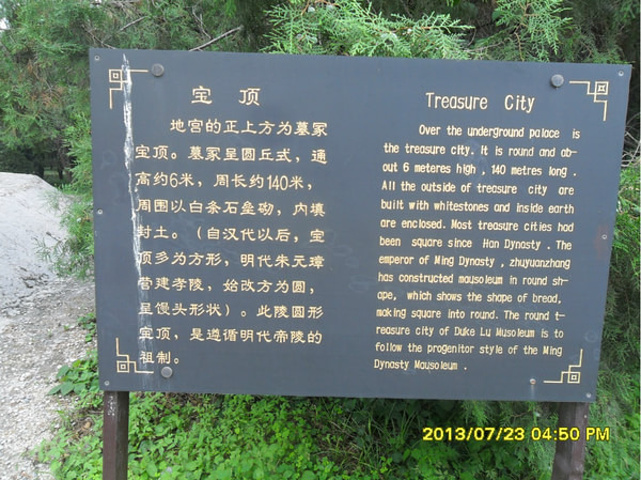 宝 顶
地宫的正上方为墓冢
宝顶。墓冢呈圆丘式，通
高约6米，周长约140米，
周围以白条石垒砌，内填
封土。（自汉代以后，宝
顶多为方形，明代朱元璋
营建孝陵，始改方为圆，
呈馒头形状）。此陵圆形
宝顶，是遵循明代帝陵的
祖制。
Treasure City
Over the underground palace is
the treasure city. It is round and ab-
out 6 meteres high , 140 metres long .
All the outside of treasure city are
built with whitestones and inside earth
are enclosed. Most treasure cities had
been square since Han Dynasty . The
emperor of Ming Dynasty , zhuyuanzhang
has constructed mausoleum in round sh-
ape, which shows the shape of bread,
making square into round. The round t-
reasure city of Duke Lu Musoleum is to
follow the progenitor style of the Ming
Dynasty Mausoleum .
2013/07/23 04:50 PM